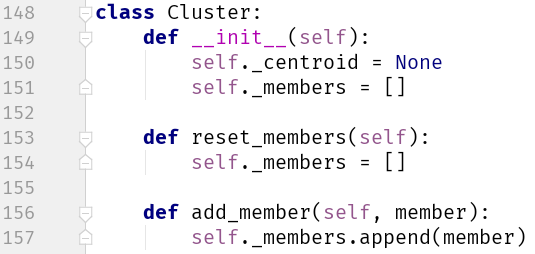 148 class Cluster:
149     def __init__(self):
150         self._centroid = None
151         self._members = []
152
153     def reset_members(self):
154         self._members = []
155
156     def add_member(self, member):
157         self._members.append(member)